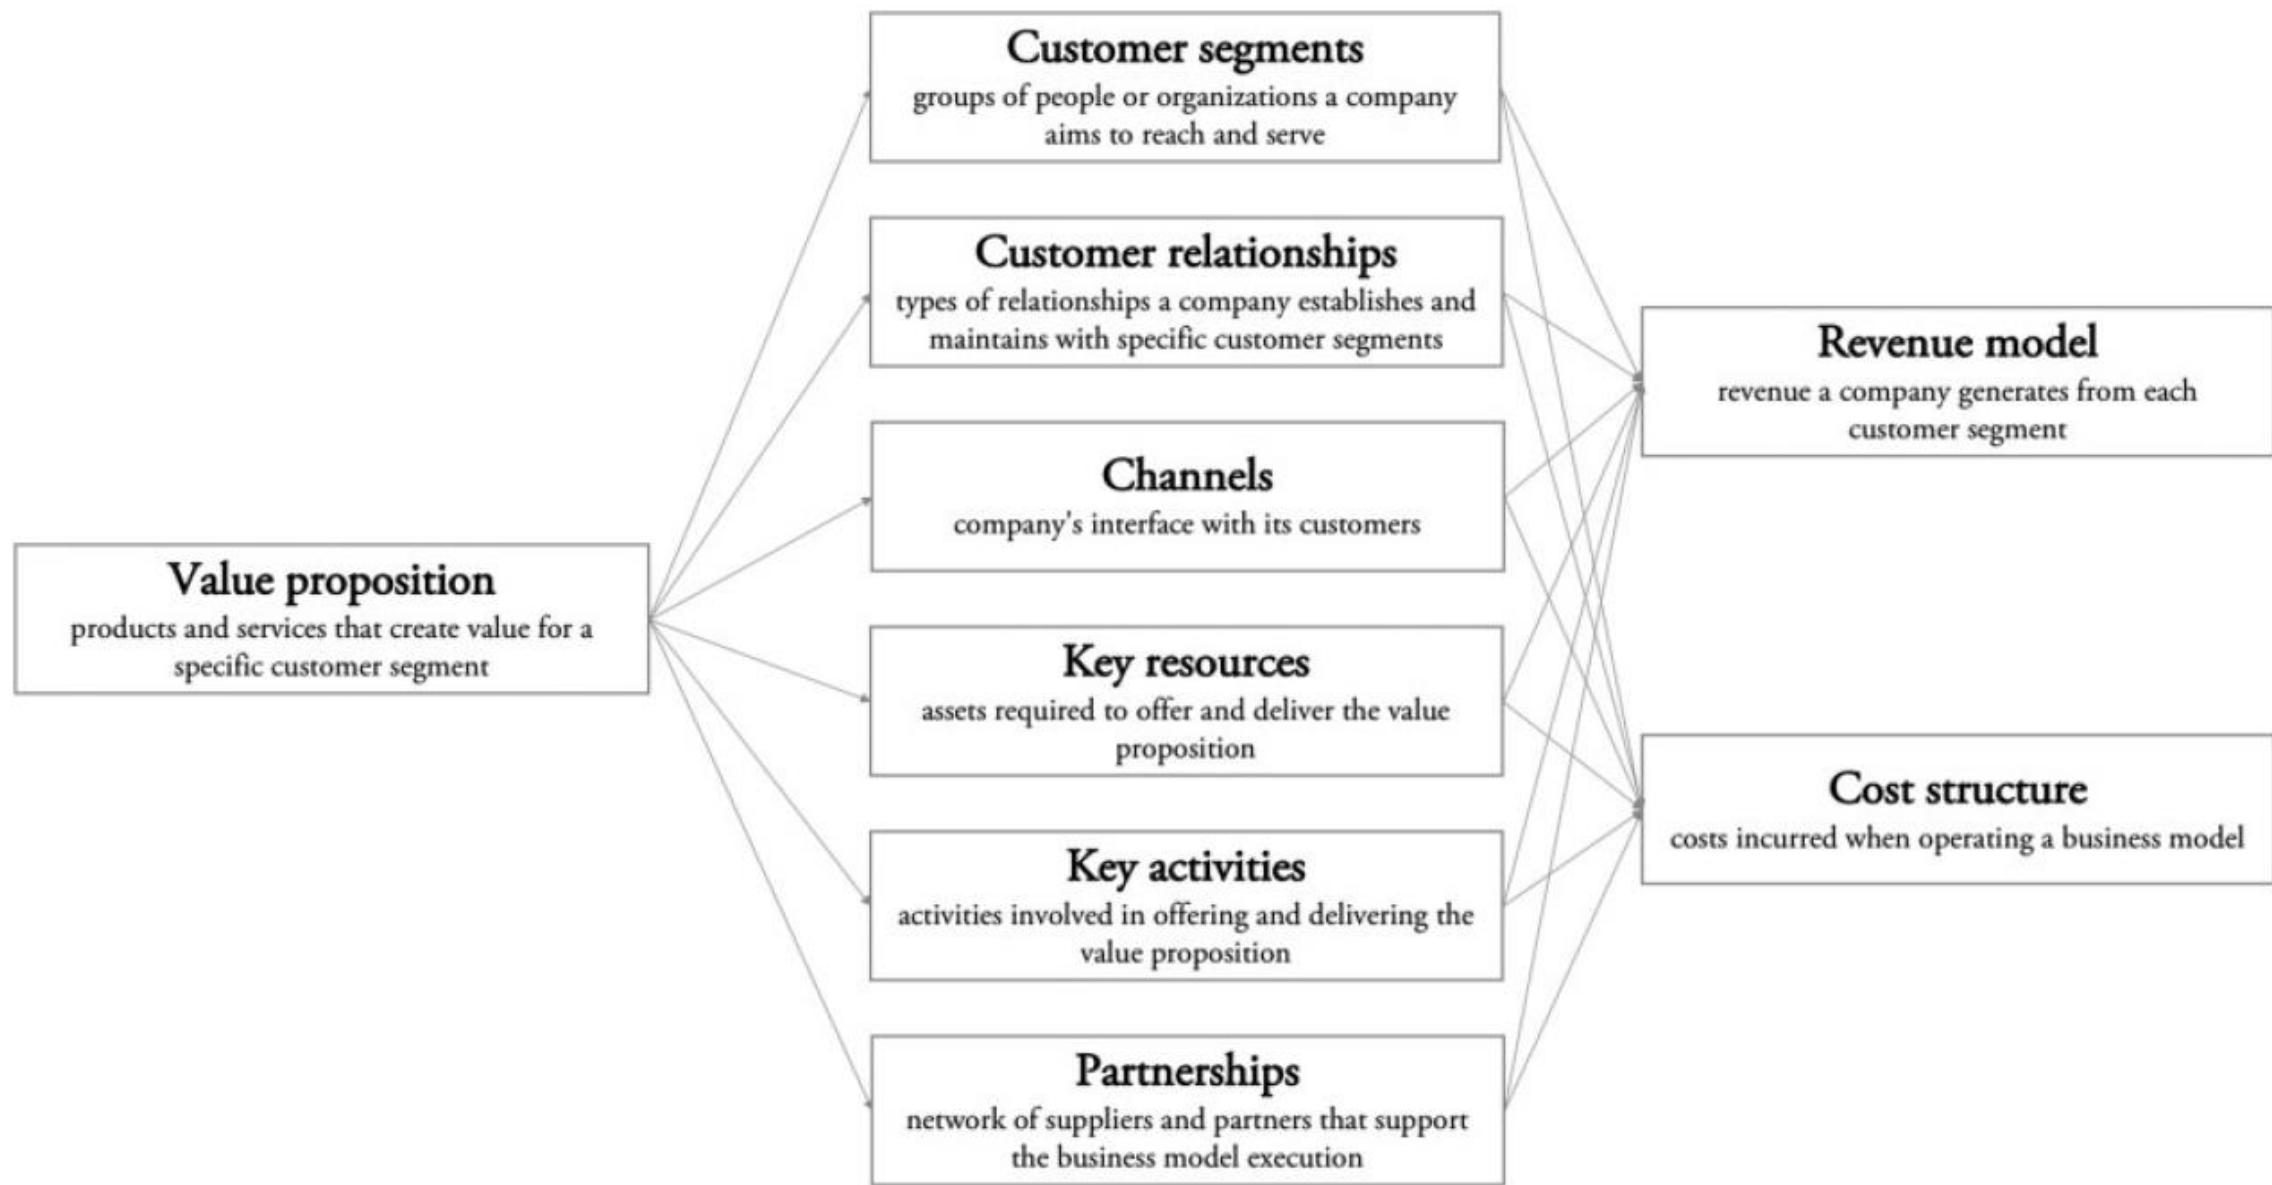 Customer segments
groups of people or organizations a company
aims to reach and serve
Customer relationships
types of relationships a company establishes and
maintains with specific customer segments
Channels
company's interface with its customers
Value proposition
products and services that create value for a
specific customer segment
Key resources
assets required to offer and deliver the value
proposition
Key activities
activities involved in offering and delivering the
value proposition
Partnerships
network of suppliers and partners that support
the business model execution
Revenue model
revenue a company generates from each
customer segment
Cost structure
costs incurred when operating a business model